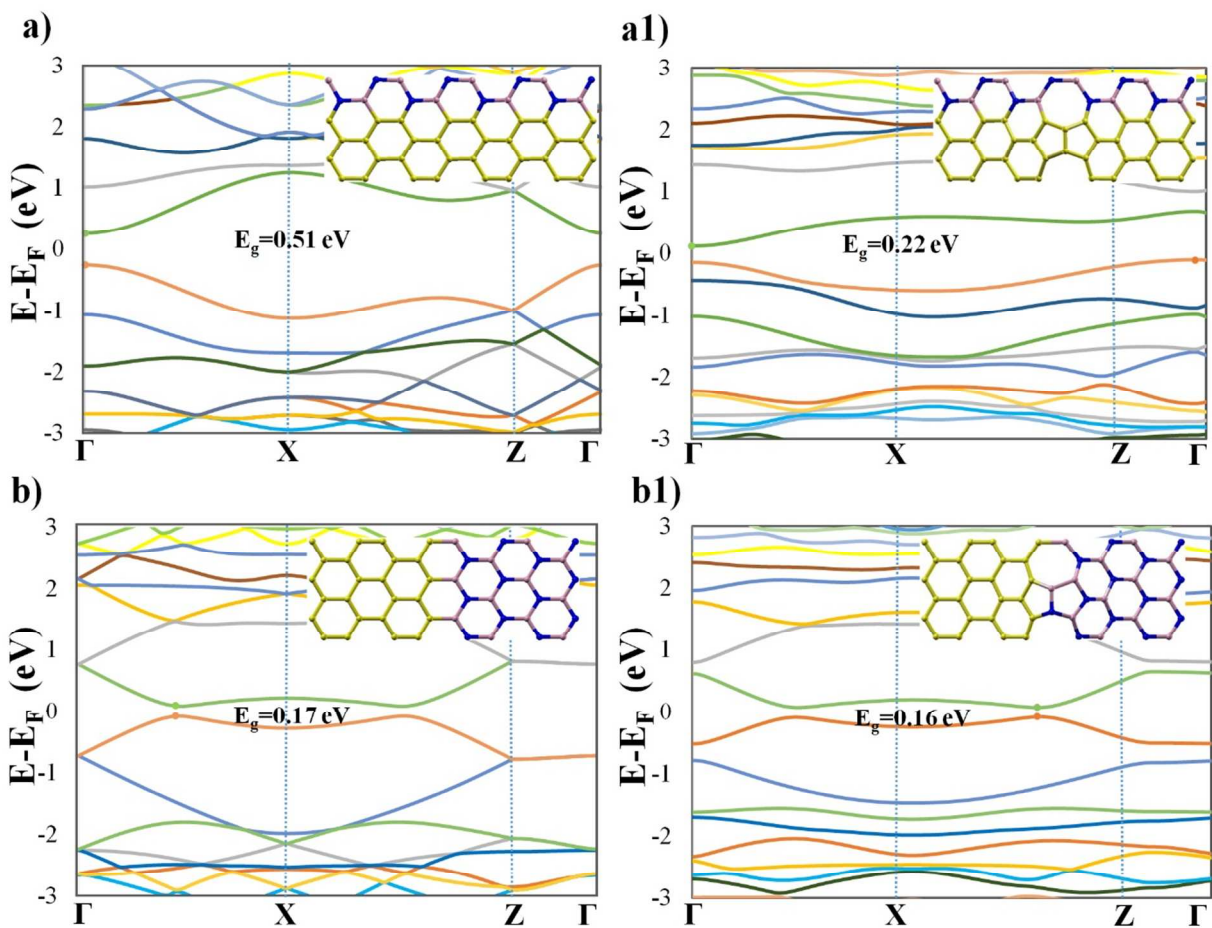 a)
3
2
1
0
-1
-2
-3
E-E_F (eV)
E_g=0.51 eV
Γ X Z Γ
a1)
3
2
1
0
-1
-2
-3
E-E_F (eV)
E_g=0.22 eV
Γ X Z Γ
b)
3
2
1
0
-1
-2
-3
E-E_F (eV)
E_g=0.17 eV
Γ X Z Γ
b1)
3
2
1
0
-1
-2
-3
E-E_F (eV)
E_g=0.16 eV
Γ X Z Γ